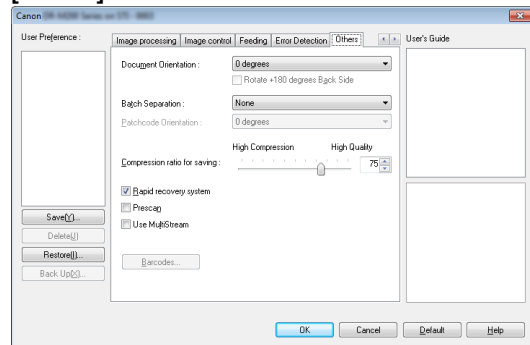 Canon
User Preference :
Save(Y)...
Delete(J)
Restore(I)...
Back Up(X)...
Image processing Image control Feeding Error Detection Others
Document Orientation : 0 degrees
Rotate +180 degrees Back Side
Batch Separation : None
Patchcode Orientation : 0 degrees
High Compression High Quality
Compression ratio for saving : 75
Rapid recovery system
Prescan
Use MultiStream
Barcodes...
User's Guide
OK Cancel Default Help